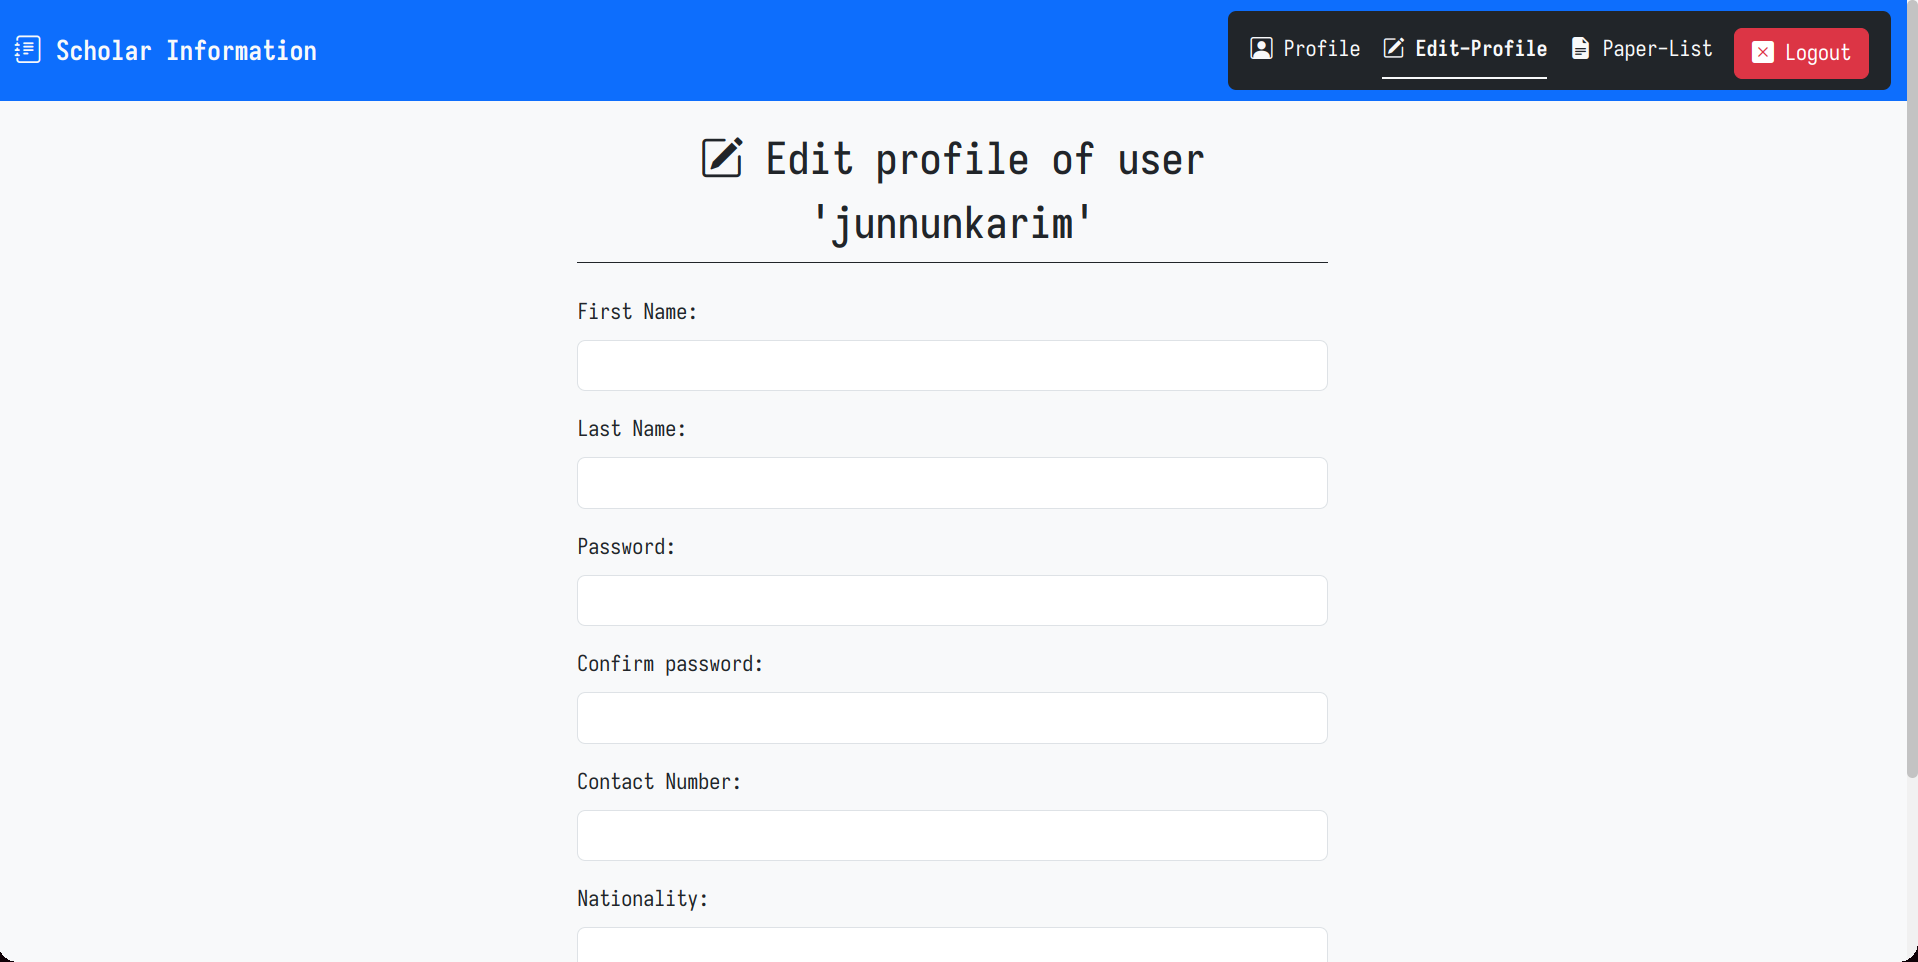 Scholar Information
Profile
Edit-Profile
Paper-List
Logout
Edit profile of user
'junnunkarim'
First Name:
Last Name:
Password:
Confirm password:
Contact Number:
Nationality: